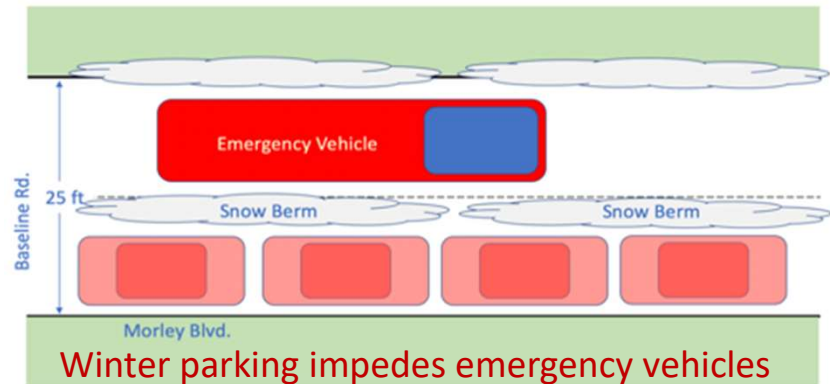 Baseline Rd.
25 ft
Emergency Vehicle
Snow Berm
Snow Berm
Morley Blvd.
Winter parking impedes emergency vehicles